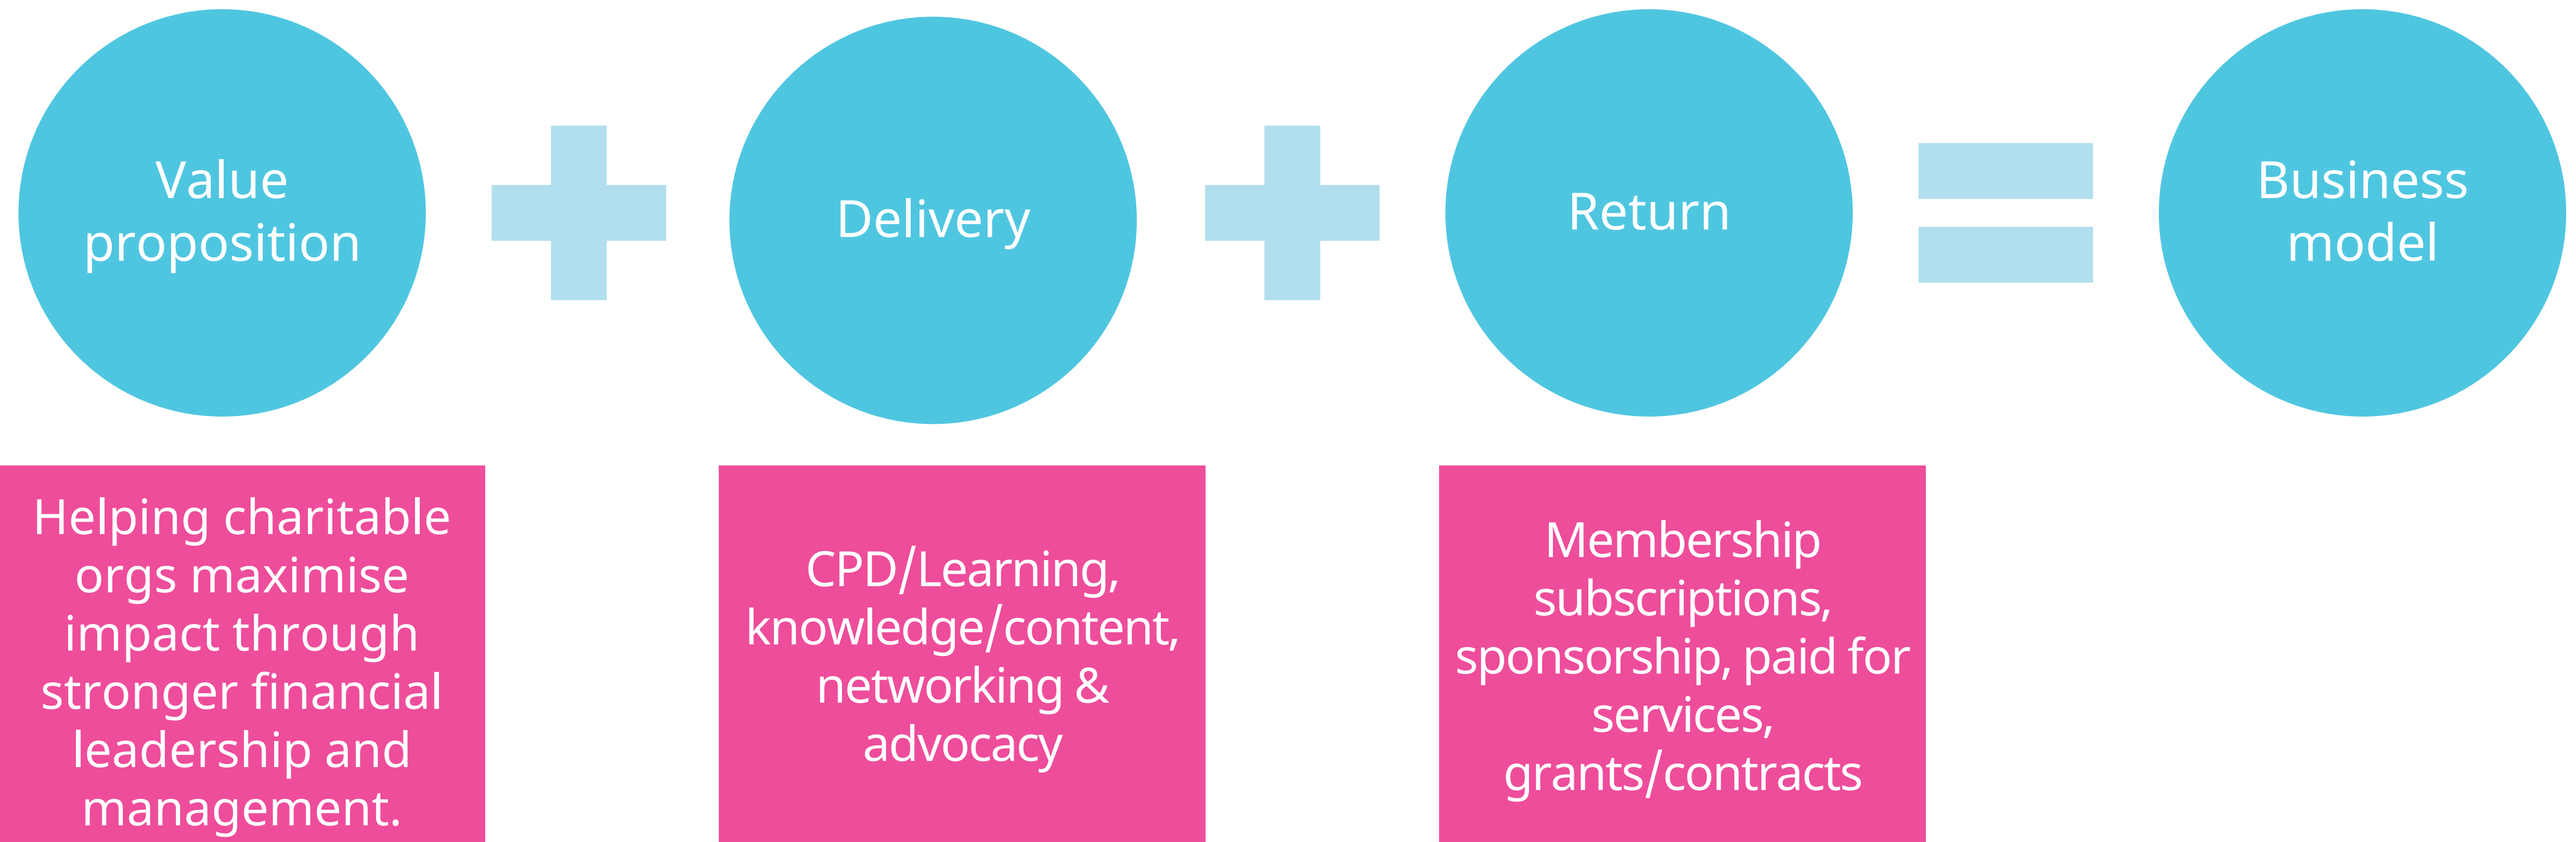 Value
proposition
Delivery
Return
Business
model
Helping charitable
orgs maximise
impact through
stronger financial
leadership and
management.
CPD/Learning,
knowledge/content,
networking &
advocacy
Membership
subscriptions,
sponsorship, paid for
services,
grants/contracts